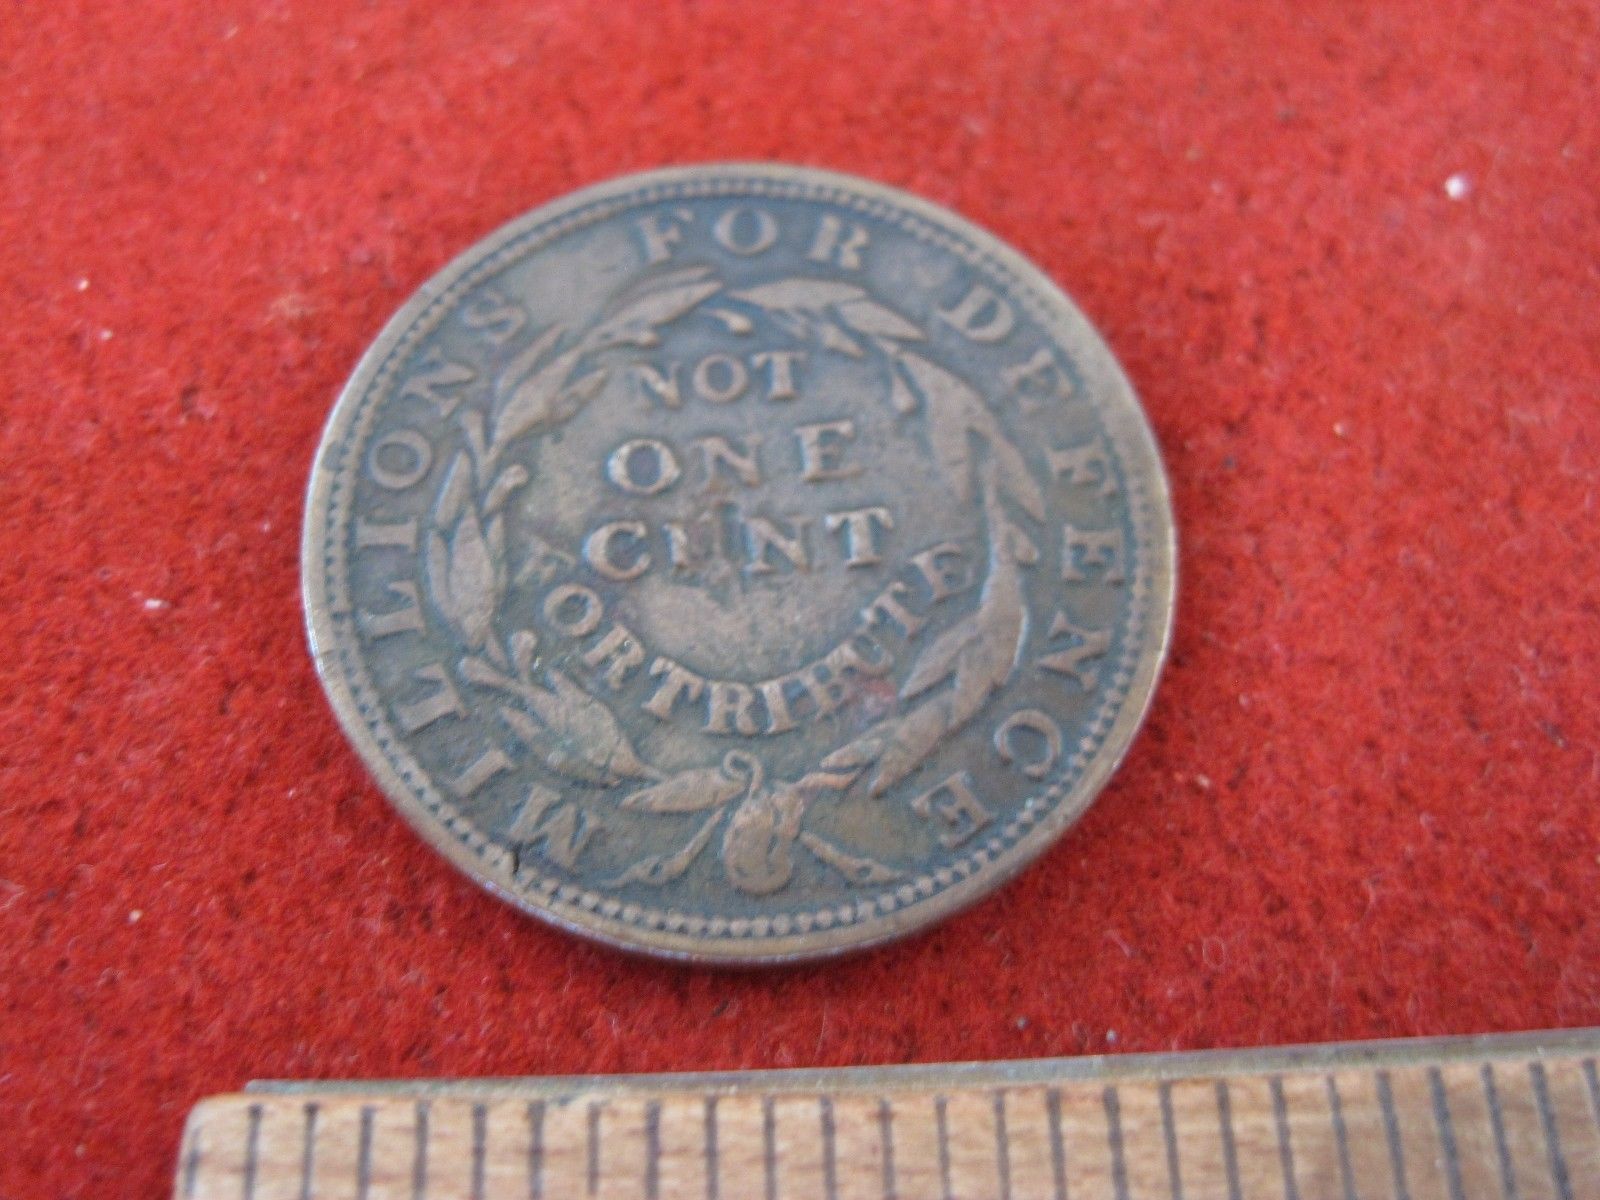 MILLIONS FOR DEFENCE
NOT
ONE
CENT
FOR TRIBUTE